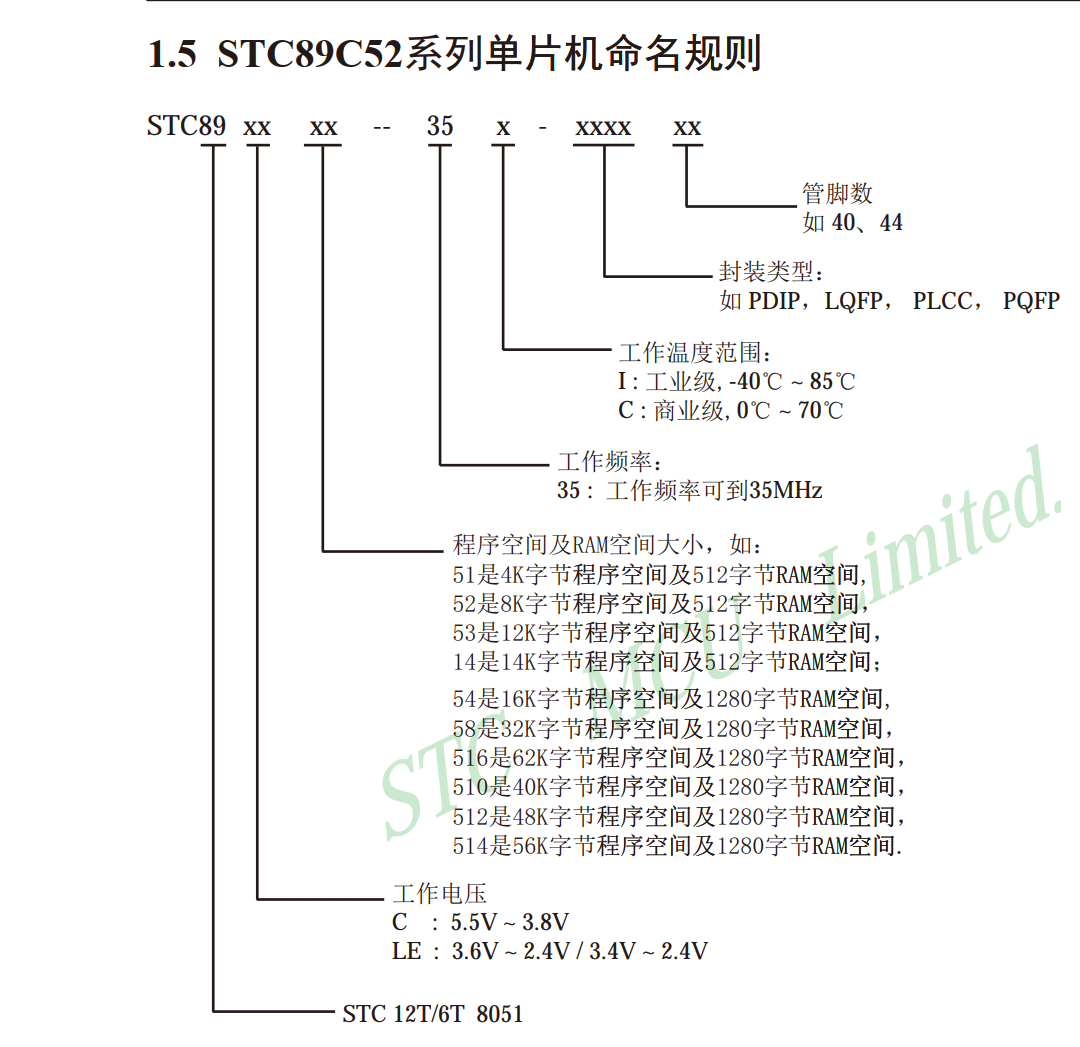 1.5 STC89C52系列单片机命名规则
STC89 xx xx -- 35 x - xxxx xx
管脚数
如 40、44
封装类型：
如 PDIP，LQFP， PLCC， PQFP
工作温度范围：
I : 工业级, -40℃ ~ 85℃
C : 商业级, 0℃ ~ 70℃
工作频率：
35 : 工作频率可到35MHz
程序空间及RAM空间大小，如：
51是4K字节程序空间及512字节RAM空间,
52是8K字节程序空间及512字节RAM空间，
53是12K字节程序空间及512字节RAM空间，
14是14K字节程序空间及512字节RAM空间；
54是16K字节程序空间及1280字节RAM空间,
58是32K字节程序空间及1280字节RAM空间，
516是62K字节程序空间及1280字节RAM空间，
510是40K字节程序空间及1280字节RAM空间，
512是48K字节程序空间及1280字节RAM空间，
514是56K字节程序空间及1280字节RAM空间.
工作电压
C : 5.5V ~ 3.8V
LE : 3.6V ~ 2.4V / 3.4V ~ 2.4V
STC 12T/6T 8051
STC MCU Limited.